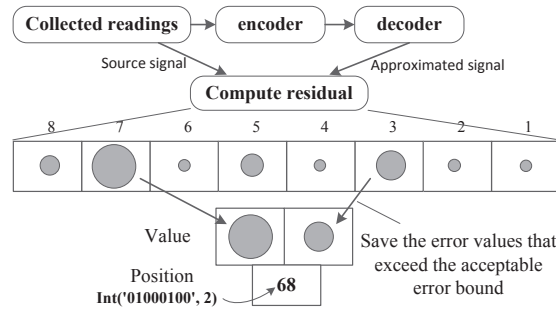 Collected readings encoder decoder
Source signal Approximated signal
Compute residual
8 7 6 5 4 3 2 1
Value
Save the error values that
exceed the acceptable
error bound
Position
Int('01000100', 2)
68